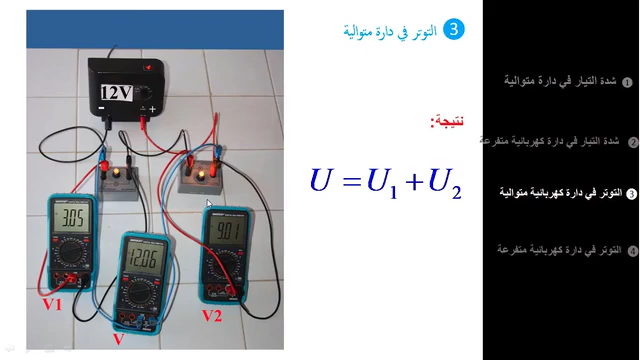 3 التوتر في دارة متوالية
12V
- +
نتيجة:
U = U1 + U2
3.05
12.06
9.01
V1
V
V2
1 شدة التيار في دارة متوالية
2 شدة التيار في دارة كهربائية متفرعة
3 التوتر في دارة كهربائية متوالية
4 التوتر في دارة كهربائية متفرعة